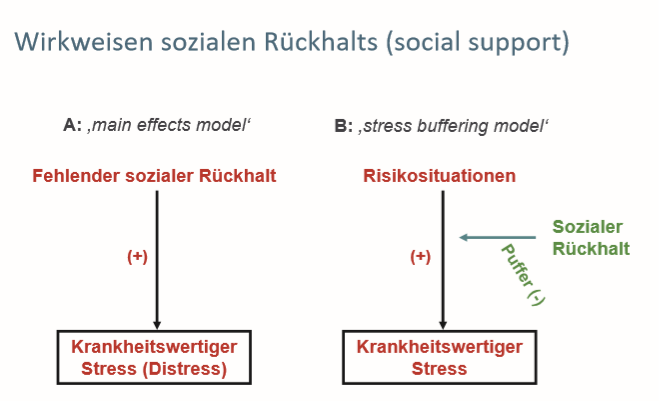 Wirkweisen sozialen Rückhalts (social support)
A: ‚main effects model‘
Fehlender sozialer Rückhalt
(+)
Krankheitswertiger
Stress (Distress)
B: ‚stress buffering model‘
Risikosituationen
(+)
Sozialer
Rückhalt
Puffer (-)
Krankheitswertiger
Stress